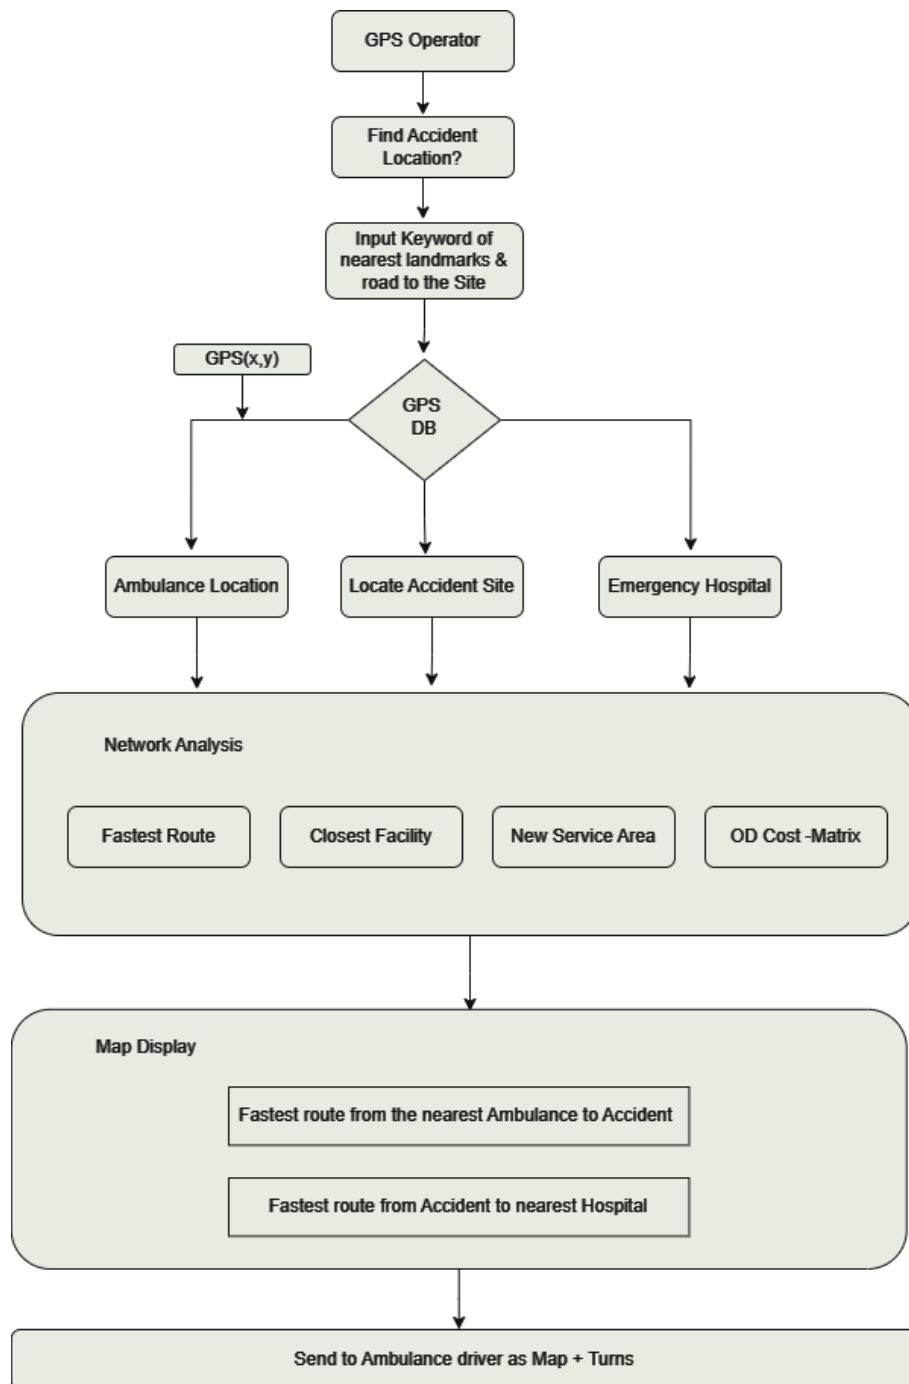 GPS Operator
Find Accident
Location?
Input Keyword of
nearest landmarks &
road to the Site
GPS(x,y)
GPS
DB
Ambulance Location
Locate Accident Site
Emergency Hospital
Network Analysis
Fastest Route
Closest Facility
New Service Area
OD Cost -Matrix
Map Display
Fastest route from the nearest Ambulance to Accident
Fastest route from Accident to nearest Hospital
Send to Ambulance driver as Map + Turns